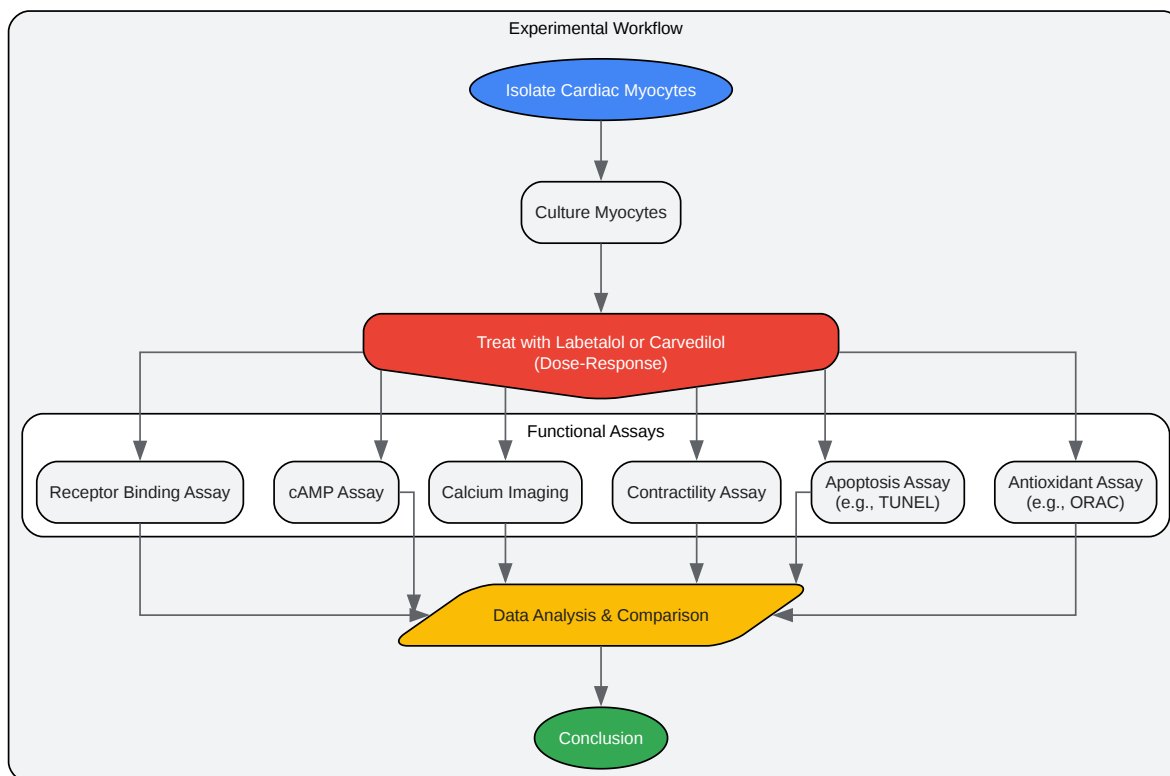 Experimental Workflow
Isolate Cardiac Myocytes
Culture Myocytes
Treat with Labetalol or Carvedilol
(Dose-Response)
Functional Assays
Receptor Binding Assay
cAMP Assay
Calcium Imaging
Contractility Assay
Apoptosis Assay
(e.g., TUNEL)
Antioxidant Assay
(e.g., ORAC)
Data Analysis & Comparison
Conclusion